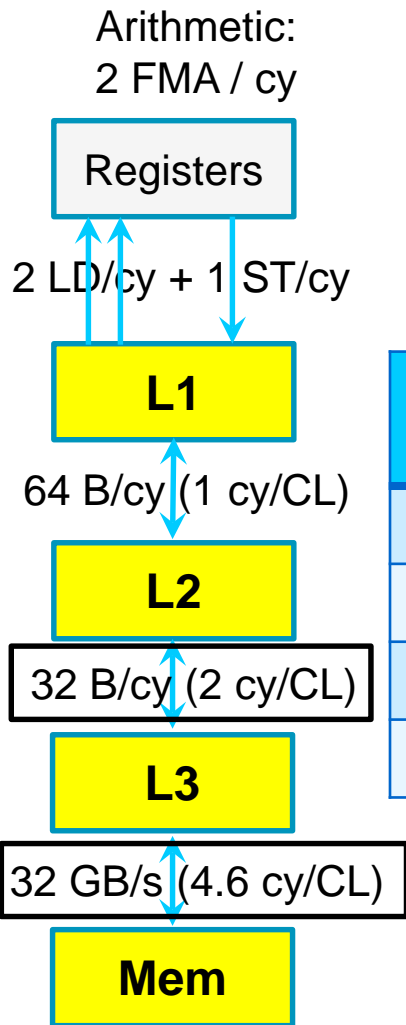 Arithmetic:
2 FMA / cy
Registers
2 LD/cy + 1 ST/cy
L1
64 B/cy (1 cy/CL)
L2
32 B/cy (2 cy/CL)
L3
32 GB/s (4.6 cy/CL)
Mem